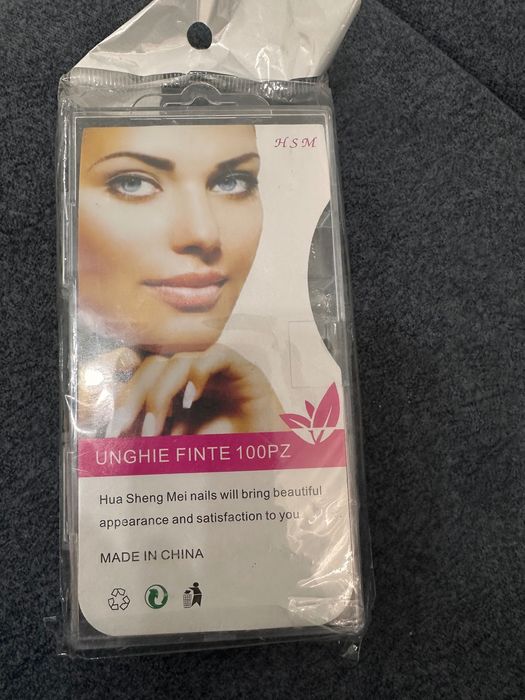 HSM
UNGHIE FINTE 100PZ
Hua Sheng Mei nails will bring beautiful
appearance and satisfaction to you
MADE IN CHINA